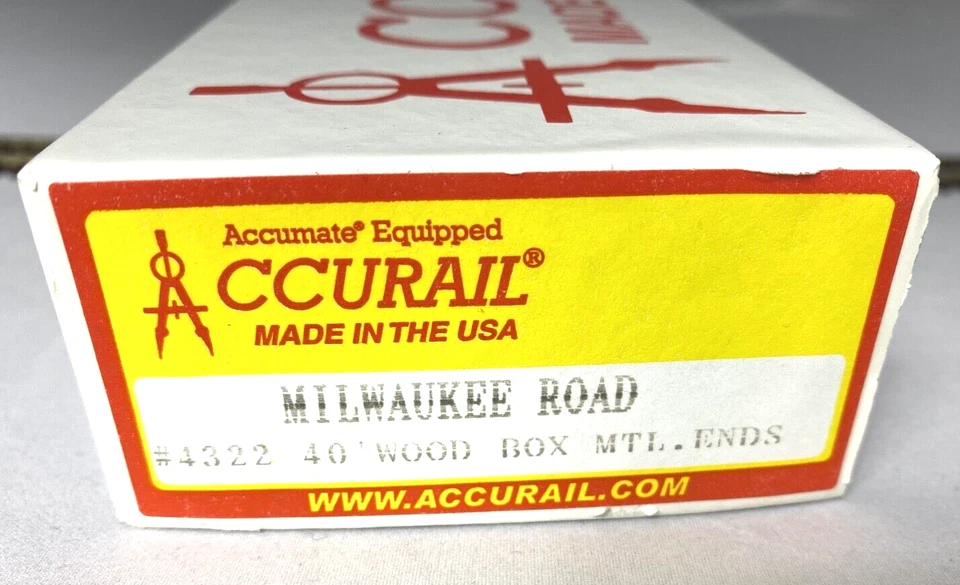 Accumate® Equipped
ACCURAIL®
MADE IN THE USA
MILWAUKEE ROAD
#4322 40' WOOD BOX MTL. ENDS
WWW.ACCURAIL.COM